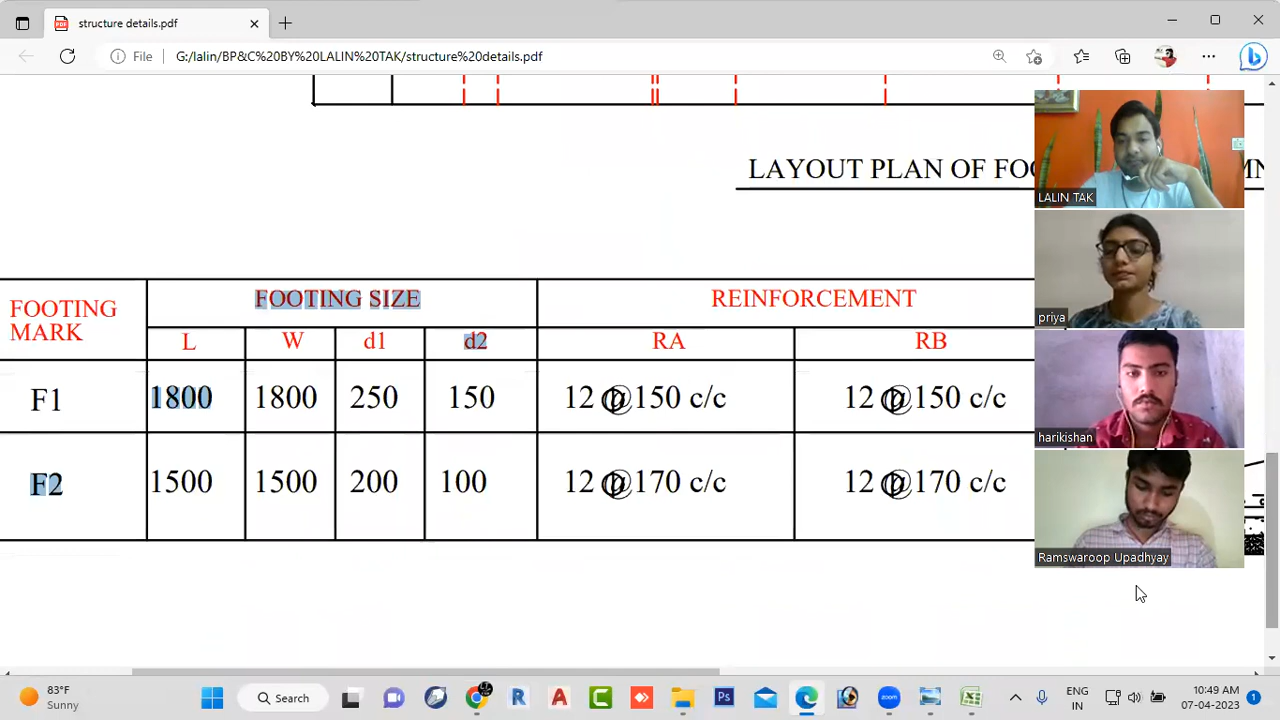 structure details.pdf
File
G:/lalin/BP&C%20BY%20LALIN%20TAK/structure%20details.pdf
LAYOUT PLAN OF FOO
LALIN TAK
priya
harikishan
Ramswaroop Upadhyay
FOOTING MARK
FOOTING SIZE
REINFORCEMENT
L W d1 d2 RA RB
F1 1800 1800 250 150 12 φ@150 c/c 12 φ@150 c/c
F2 1500 1500 200 100 12 φ@170 c/c 12 φ@170 c/c
83°F
Sunny
Search
ENG
IN
10:49 AM
07-04-2023
1